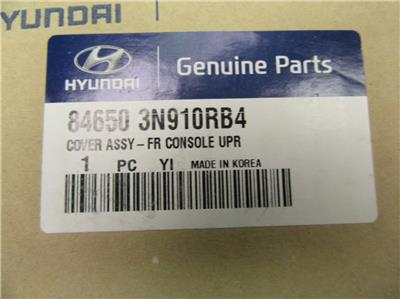 HYUNDAI
HYUNDAI
Genuine Parts
84650 3N910RB4
COVER ASSY-FR CONSOLE UPR
1 PC YI MADE IN KOREA